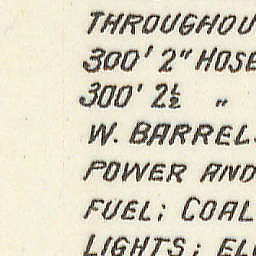 THROUGHOU
300' 2" HOSE
300' 2½ "
W. BARREL
POWER AND
FUEL: COAL
LIGHTS: EL